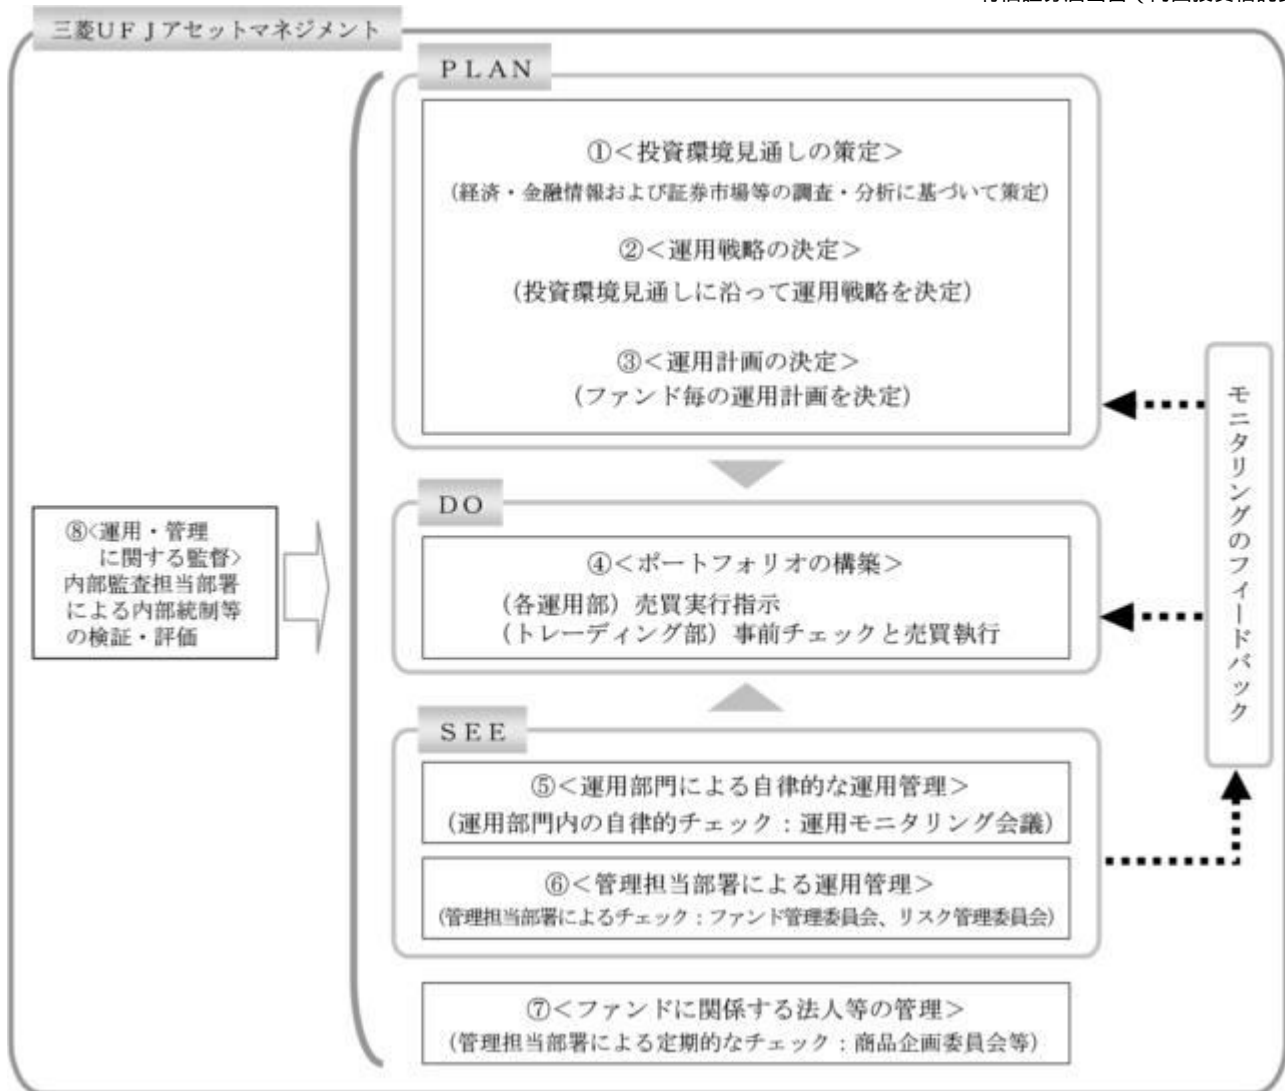 三菱UFJアセットマネジメント
PLAN
①<投資環境見通しの策定>
(経済・金融情報および証券市場等の調査・分析に基づいて策定)
②<運用戦略の決定>
(投資環境見通しに沿って運用戦略を決定)
③<運用計画の決定>
(ファンド毎の運用計画を決定)
DO
④<ポートフォリオの構築>
(各運用部)売買実行指示
(トレーディング部)事前チェックと売買執行
SEE
⑤<運用部門による自律的な運用管理>
(運用部門内の自律的チェック:運用モニタリング会議)
⑥<管理担当部署による運用管理>
(管理担当部署によるチェック:ファンド管理委員会、リスク管理委員会)
⑦<ファンドに関係する法人等の管理>
(管理担当部署による定期的なチェック:商品企画委員会等)
⑧<運用・管理
に関する監督>
内部監査担当部署
による内部統制等
の検証・評価
モニタリングのフィードバック